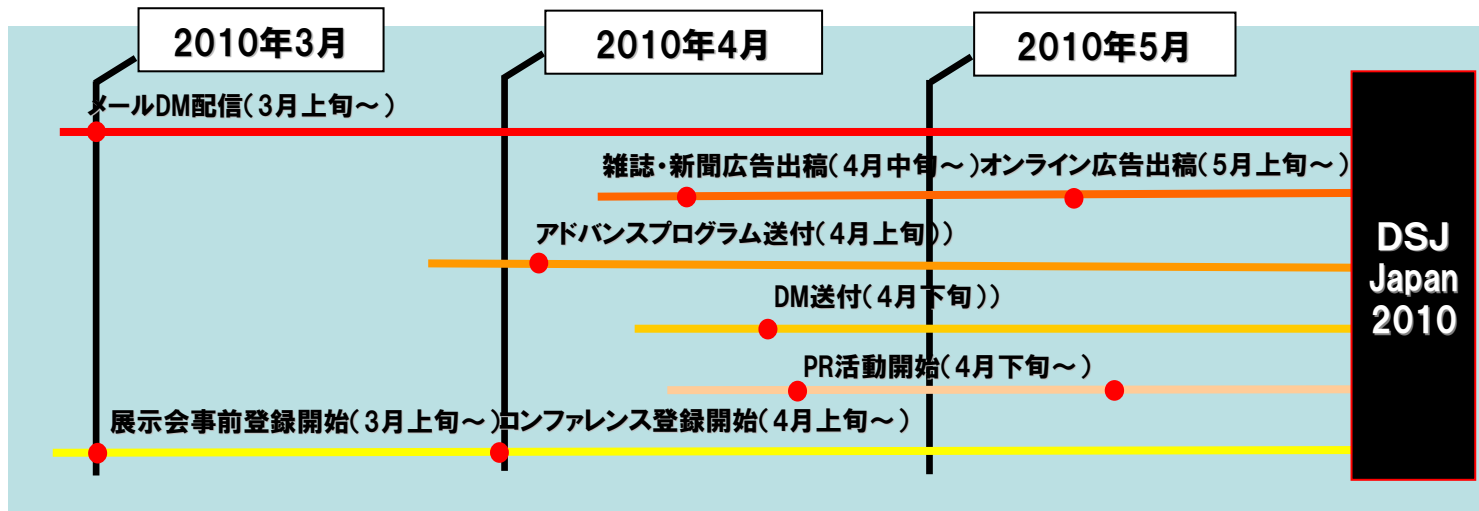 2010年3月
2010年4月
2010年5月
メールDM配信(3月上旬～)
雑誌・新聞広告出稿(4月中旬～)オンライン広告出稿(5月上旬～)
アドバンスプログラム送付(4月上旬))
DM送付(4月下旬))
PR活動開始(4月下旬～)
展示会事前登録開始(3月上旬～)コンファレンス登録開始(4月上旬～)
DSJ
Japan
2010